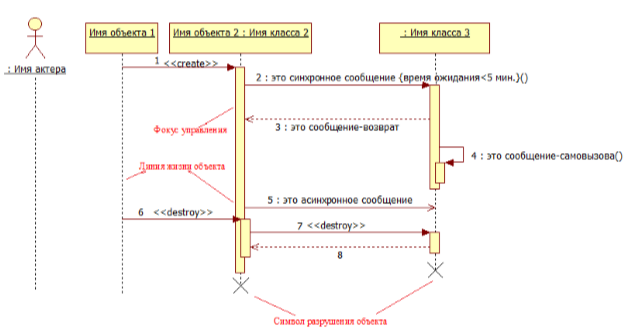 Имя объекта 1
Имя объекта 2 : Имя класса 2
: Имя класса 3
: Имя актера
1 <<create>>
2 : это синхронное сообщение {время ожидания<5 мин.}()
Фокус управления
3 : это сообщение-возврат
4 : это сообщение-самовызова()
Линия жизни объекта
5 : это асинхронное сообщение
6 <<destroy>>
7 <<destroy>>
8
Символ разрушения объекта